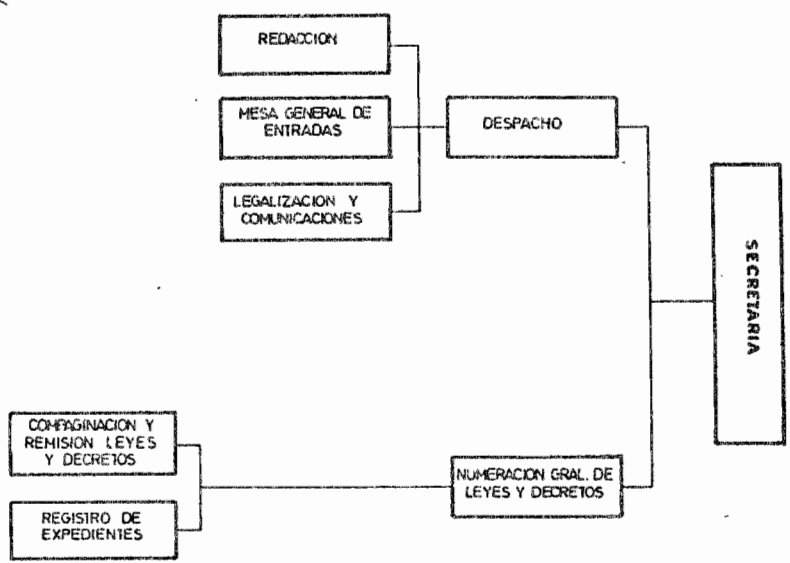 REDACCION
MESA GENERAL DE
ENTRADAS
DESPACHO
LEGALIZACION Y
COMUNICACIONES
SECRETARIA
COMPAGINACION Y
REMISION LEYES
Y DECRETOS
NUMERACION GRAL. DE
LEYES Y DECRETOS
REGISTRO DE
EXPEDIENTES